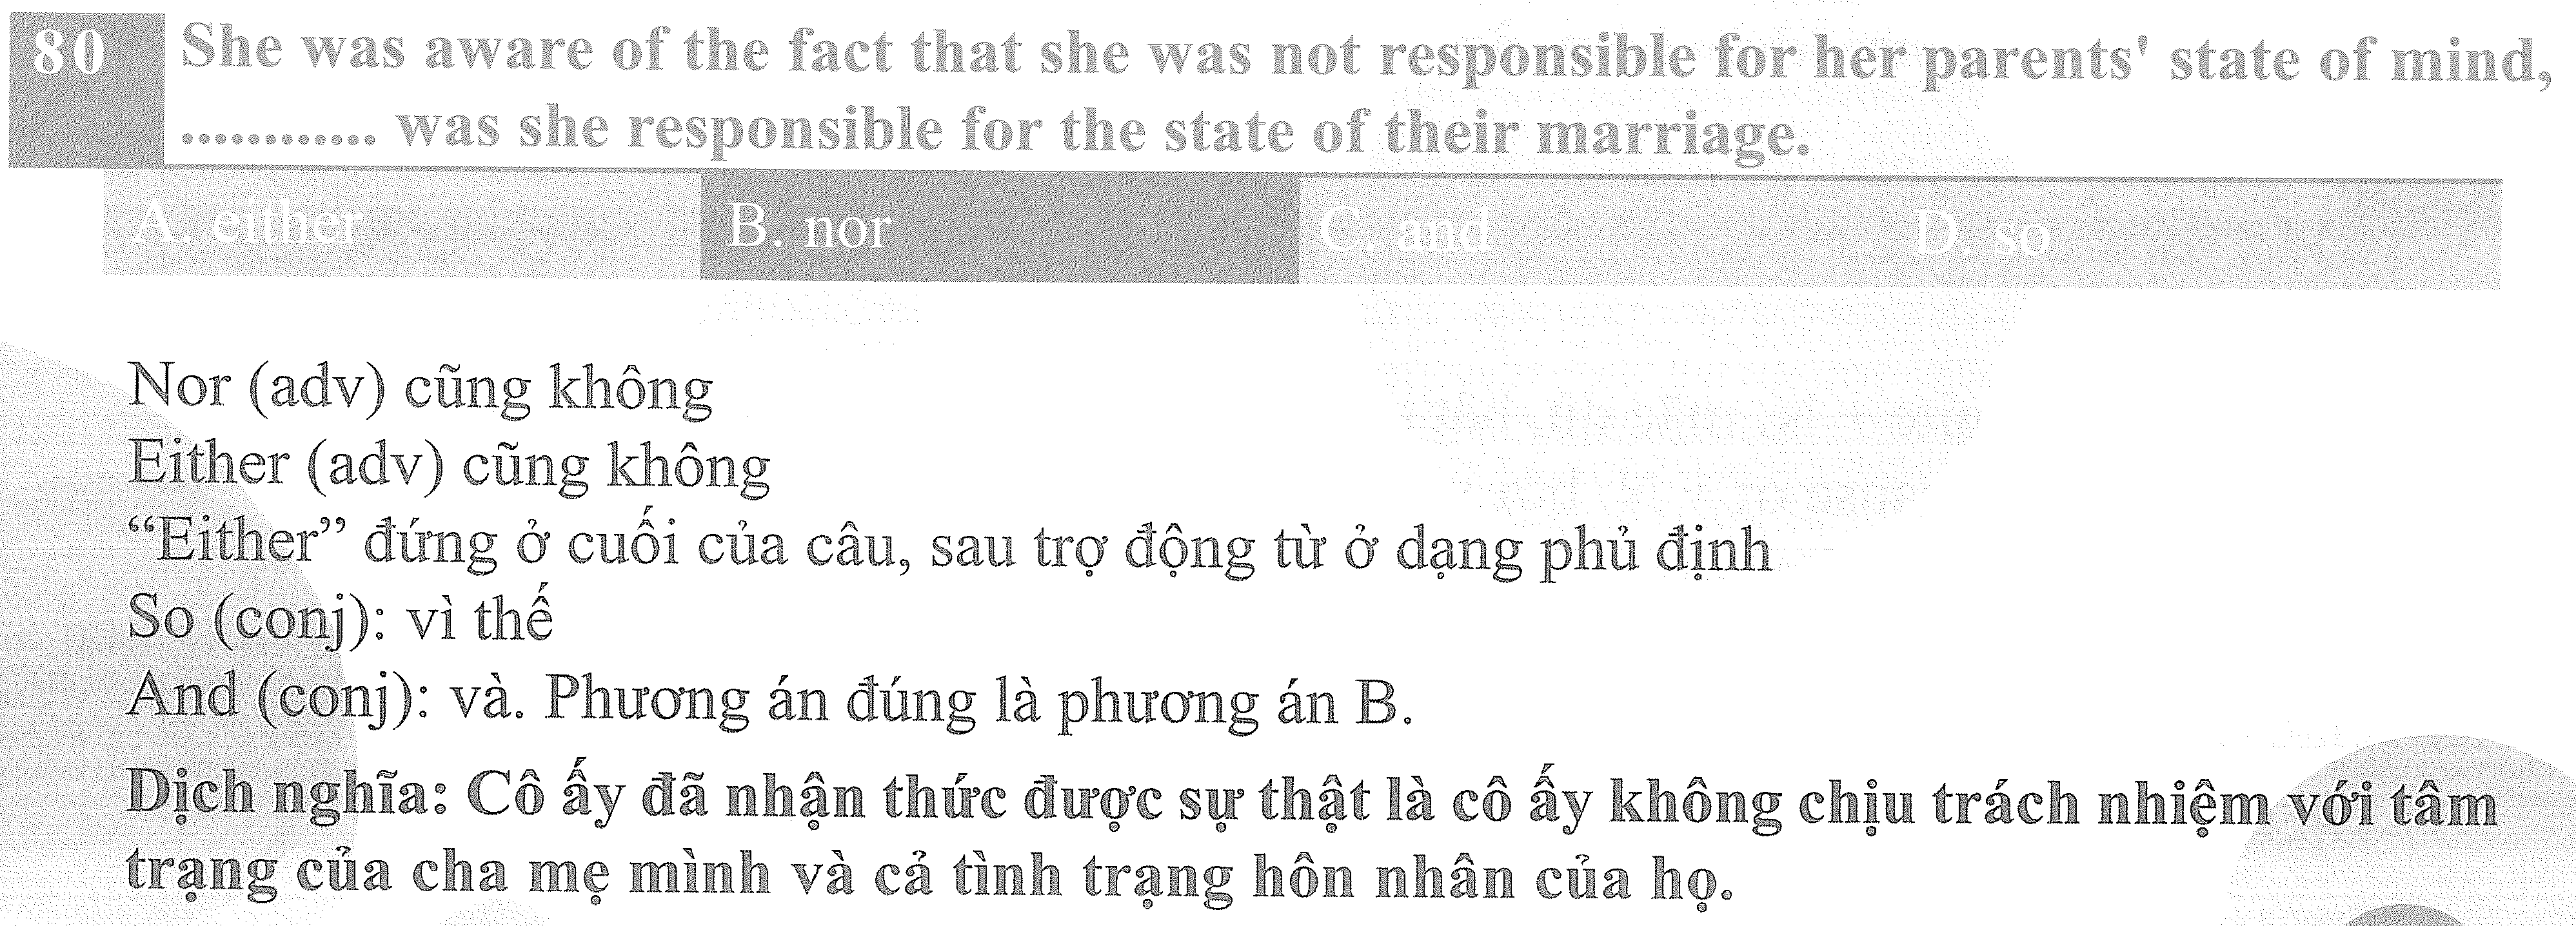 80 She was aware of the fact that she was not responsible for her parents' state of mind,
............ was she responsible for the state of their marriage.
A. either B. nor C. and D. so
Nor (adv) cũng không
Either (adv) cũng không
“Either” đứng ở cuối của câu, sau trợ động từ ở dạng phủ định
So (conj): vì thế
And (conj): và. Phương án đúng là phương án B.
Dịch nghĩa: Cô ấy đã nhận thức được sự thật là cô ấy không chịu trách nhiệm với tâm
trạng của cha mẹ mình và cả tình trạng hôn nhân của họ.